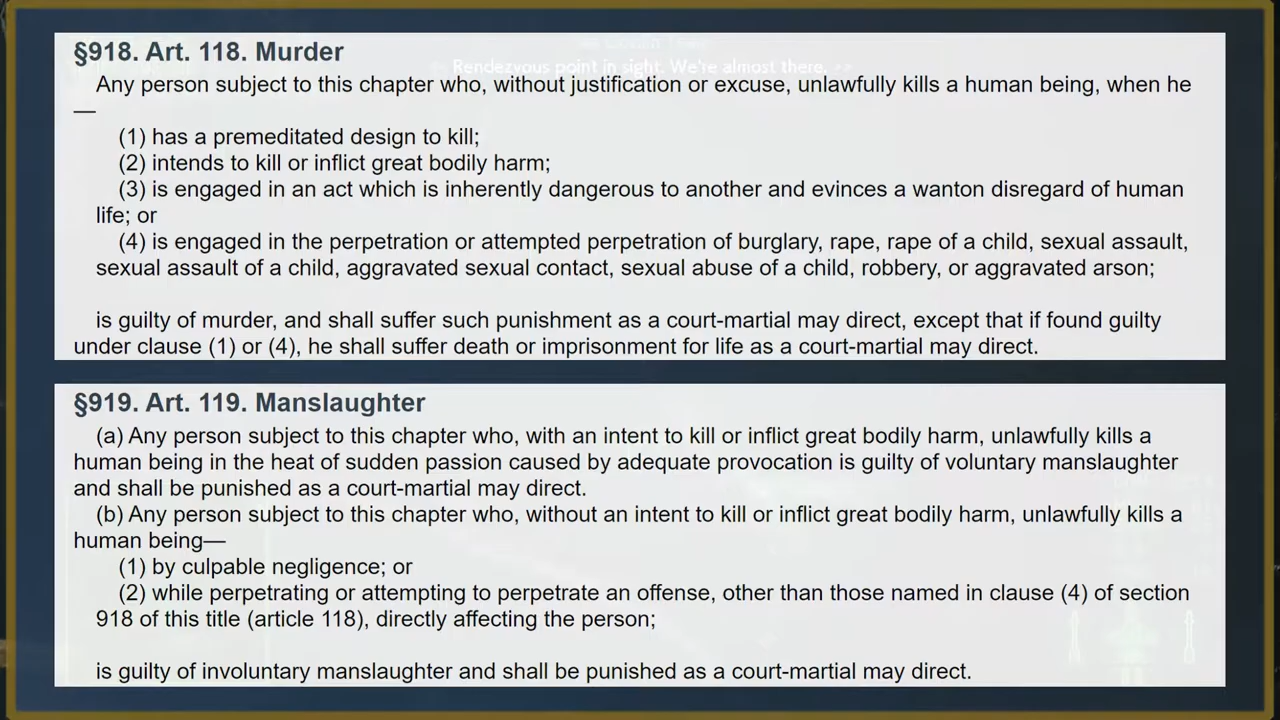 §918. Art. 118. Murder
Rendezvous point in sight. We're almost there.
Any person subject to this chapter who, without justification or excuse, unlawfully kills a human being, when he
—
(1) has a premeditated design to kill;
(2) intends to kill or inflict great bodily harm;
(3) is engaged in an act which is inherently dangerous to another and evinces a wanton disregard of human
life; or
(4) is engaged in the perpetration or attempted perpetration of burglary, rape, rape of a child, sexual assault,
sexual assault of a child, aggravated sexual contact, sexual abuse of a child, robbery, or aggravated arson;
is guilty of murder, and shall suffer such punishment as a court-martial may direct, except that if found guilty
under clause (1) or (4), he shall suffer death or imprisonment for life as a court-martial may direct.
§919. Art. 119. Manslaughter
(a) Any person subject to this chapter who, with an intent to kill or inflict great bodily harm, unlawfully kills a
human being in the heat of sudden passion caused by adequate provocation is guilty of voluntary manslaughter
and shall be punished as a court-martial may direct.
(b) Any person subject to this chapter who, without an intent to kill or inflict great bodily harm, unlawfully kills a
human being—
(1) by culpable negligence; or
(2) while perpetrating or attempting to perpetrate an offense, other than those named in clause (4) of section
918 of this title (article 118), directly affecting the person;
is guilty of involuntary manslaughter and shall be punished as a court-martial may direct.